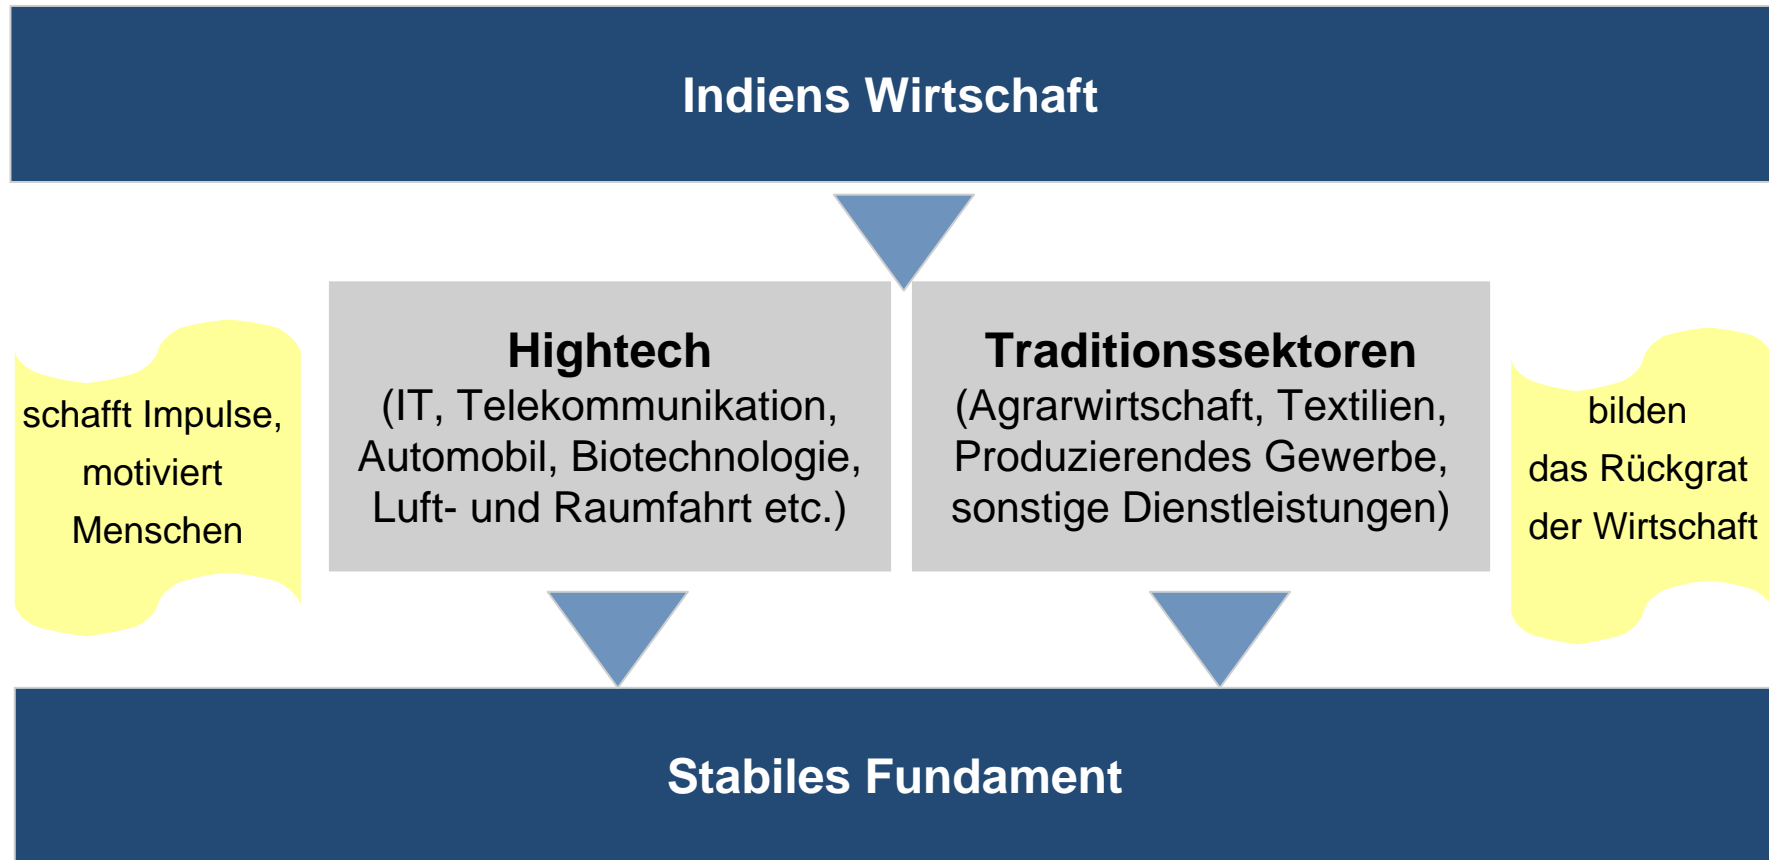 Indiens Wirtschaft
schafft Impulse,
motiviert
Menschen
Hightech
(IT, Telekommunikation,
Automobil, Biotechnologie,
Luft- und Raumfahrt etc.)
Traditionssektoren
(Agrarwirtschaft, Textilien,
Produzierendes Gewerbe,
sonstige Dienstleistungen)
bilden
das Rückgrat
der Wirtschaft
Stabiles Fundament